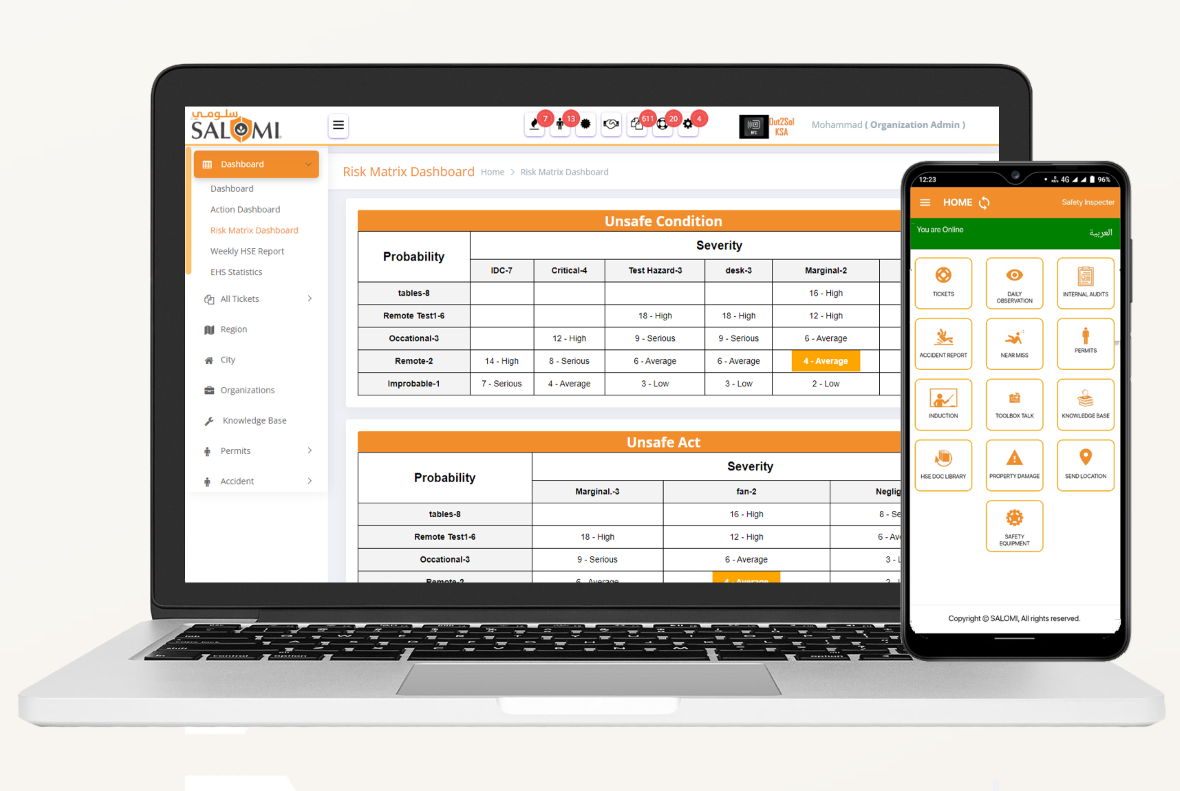 سلومي
SALOMI
7
13
611
20
4
NFC
Out2Sol
KSA
Mohammad ( Organization Admin )
Dashboard
Dashboard
Action Dashboard
Risk Matrix Dashboard
Weekly HSE Report
EHS Statistics
All Tickets
Region
City
Organizations
Knowledge Base
Permits
Accident
Risk Matrix Dashboard Home > Risk Matrix Dashboard
Unsafe Condition
Probability
Severity
IDC-7 Critical-4 Test Hazard-3 desk-3 Marginal-2
tables-8 16 - High
Remote Test1-6 18 - High 18 - High 12 - High
Occational-3 12 - High 9 - Serious 9 - Serious 6 - Average
Remote-2 14 - High 8 - Serious 6 - Average 6 - Average 4 - Average
Improbable-1 7 - Serious 4 - Average 3 - Low 3 - Low 2 - Low
Unsafe Act
Probability
Severity
Marginal.-3 fan-2 Neglig
tables-8 16 - High 8 - Se
Remote Test1-6 18 - High 12 - High 6 - Av
Occational-3 9 - Serious 6 - Average 3 - L
Remote-2 6 - Average 4 - Average
12:23 4G 96%
HOME Safety Inspecter
You are Online العربية
TICKETS
DAILY
OBSERVATION
INTERNAL AUDITS
ACCIDENT REPORT
NEAR MISS
PERMITS
INDUCTION
TOOLBOX TALK
KNOWLEDGE BASE
HSE DOC LIBRARY
PROPERTY DAMAGE
SEND LOCATION
SAFETY
EQUIPMENT
Copyright © SALOMI, All rights reserved.